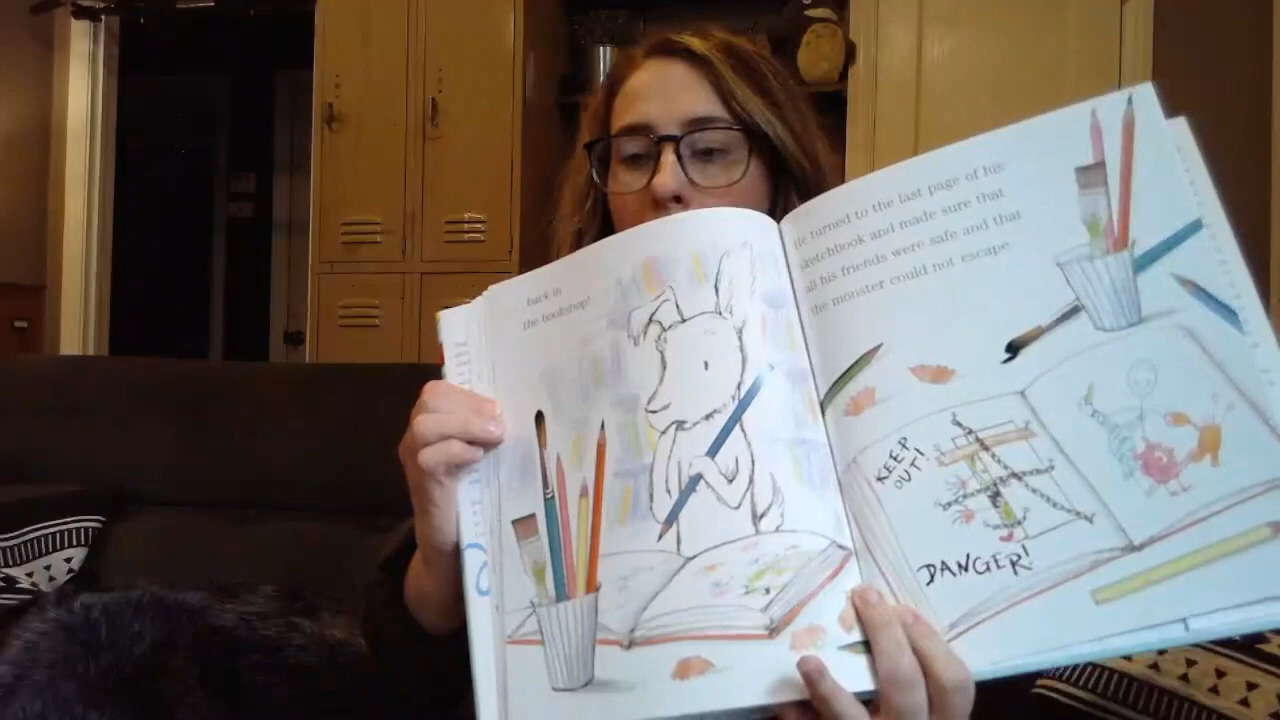 back in
the bookshop!
He turned to the last page of his
sketchbook and made sure that
all his friends were safe and that
the monster could not escape
KEEP
OUT!
DANGER!